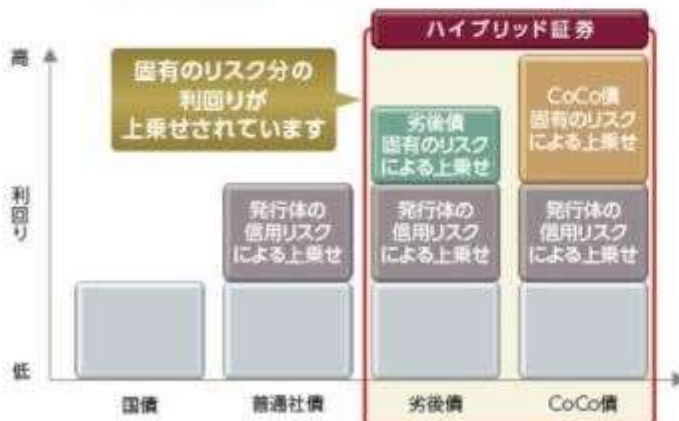 ハイブリッド証券
高
固有のリスク分の
利回りが
上乗せされています
CoCo債
固有のリスク
による上乗せ
劣後債
固有のリスク
による上乗せ
利回り
発行体の
信用リスク
による上乗せ
発行体の
信用リスク
による上乗せ
発行体の
信用リスク
による上乗せ
低
国債
普通社債
劣後債
CoCo債